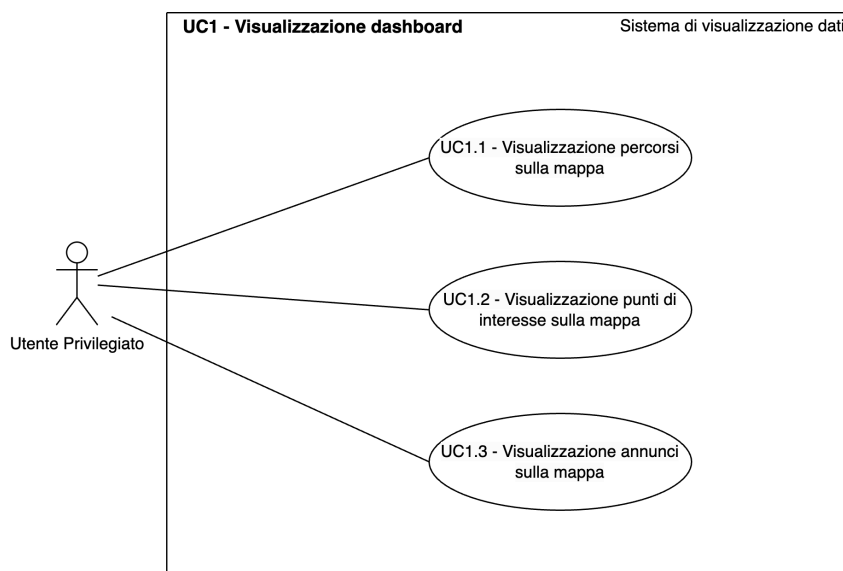 UC1 - Visualizzazione dashboard
Sistema di visualizzazione dati
UC1.1 - Visualizzazione percorsi
sulla mappa
UC1.2 - Visualizzazione punti di
interesse sulla mappa
Utente Privilegiato
UC1.3 - Visualizzazione annunci
sulla mappa